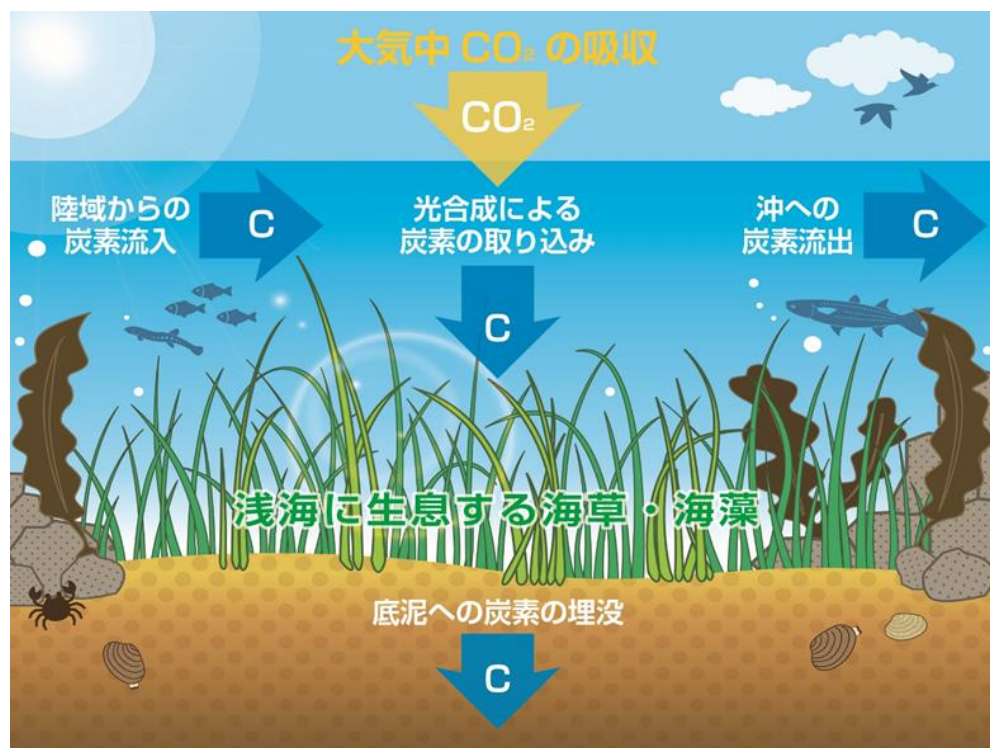 大気中 CO₂ の吸収
CO₂
陸域からの
炭素流入
C
光合成による
炭素の取り込み
C
沖への
炭素流出
C
浅海に生息する海草・海藻
底泥への炭素の埋没
C